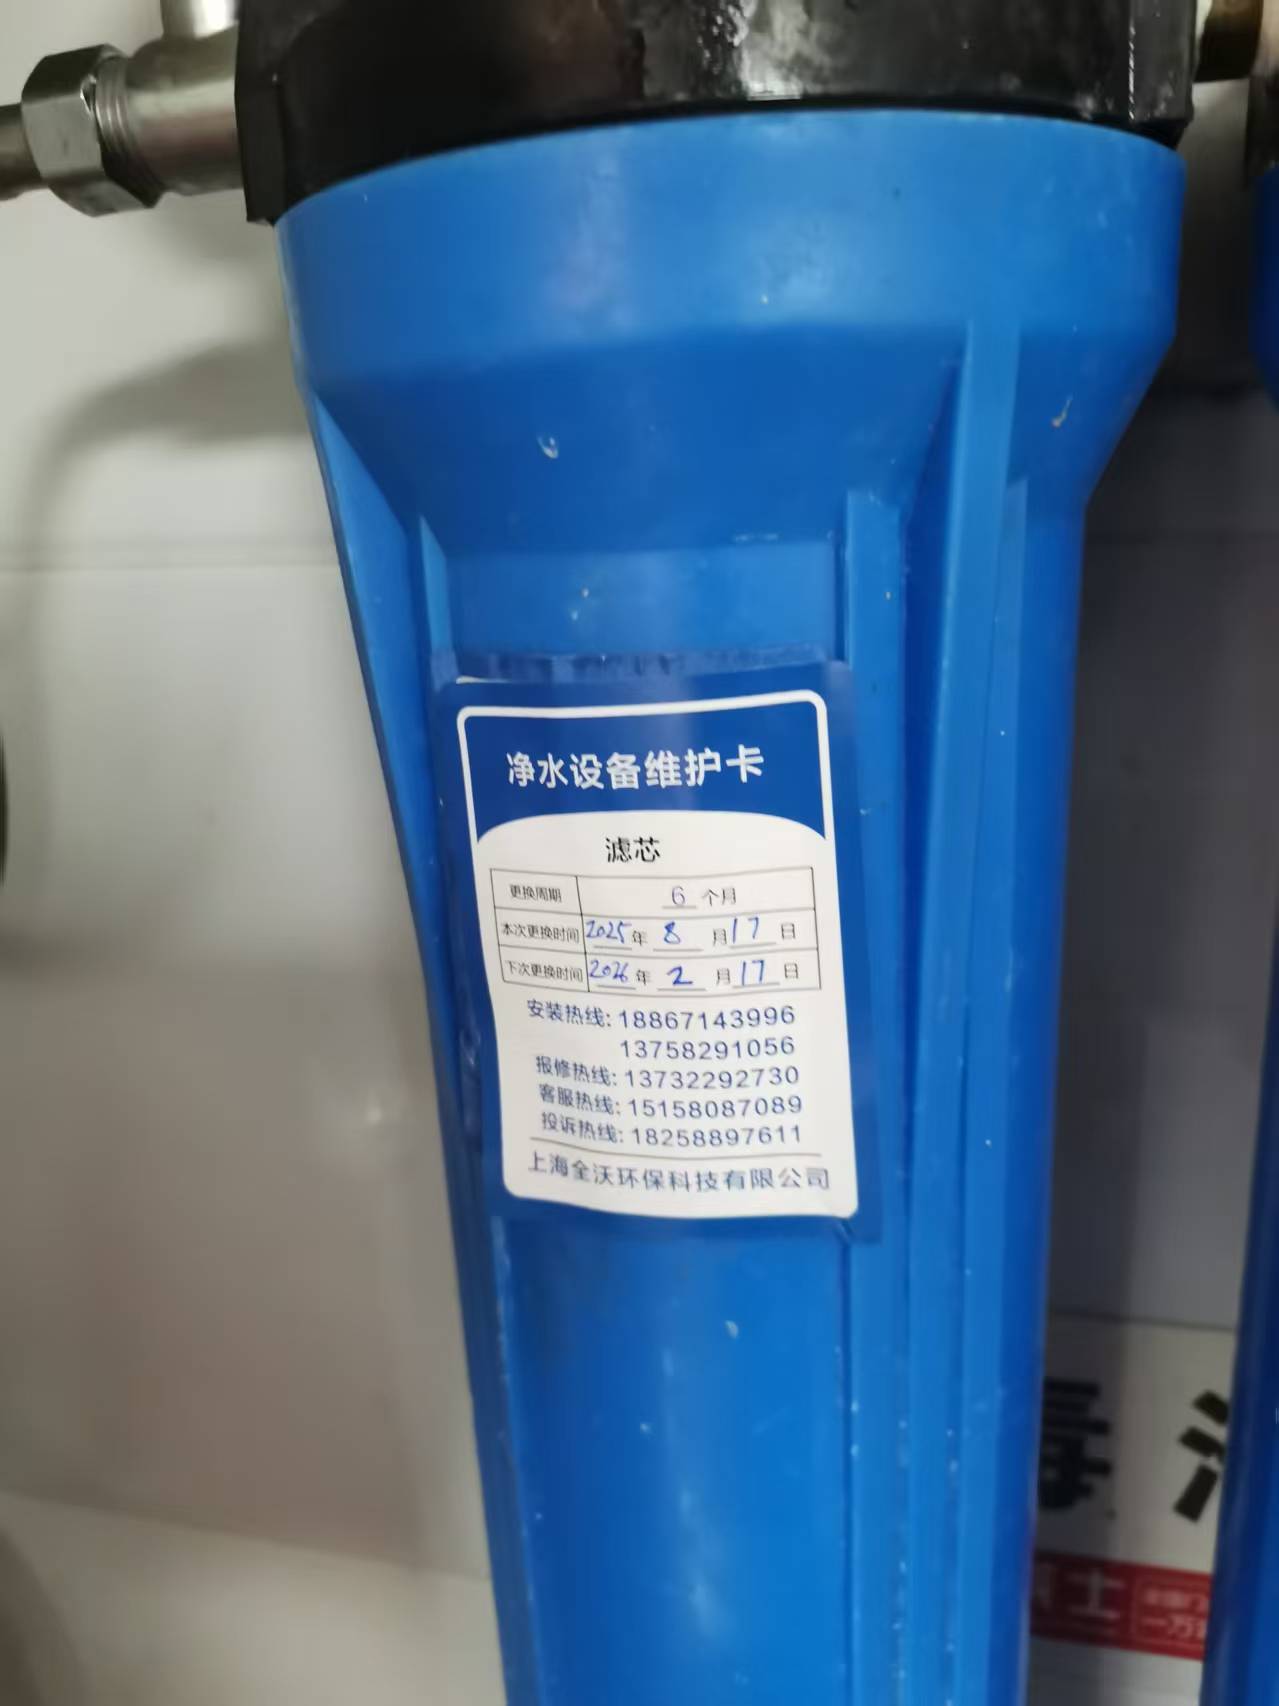 净水设备维护卡
滤芯
更换周期 6 个月
本次更换时间 2025 年 8 月 17 日
下次更换时间 2026 年 2 月 17 日
安装热线: 18867143996
13758291056
报修热线: 13732292730
客服热线: 15158087089
投诉热线: 18258897611
上海全沃环保科技有限公司
士
一万